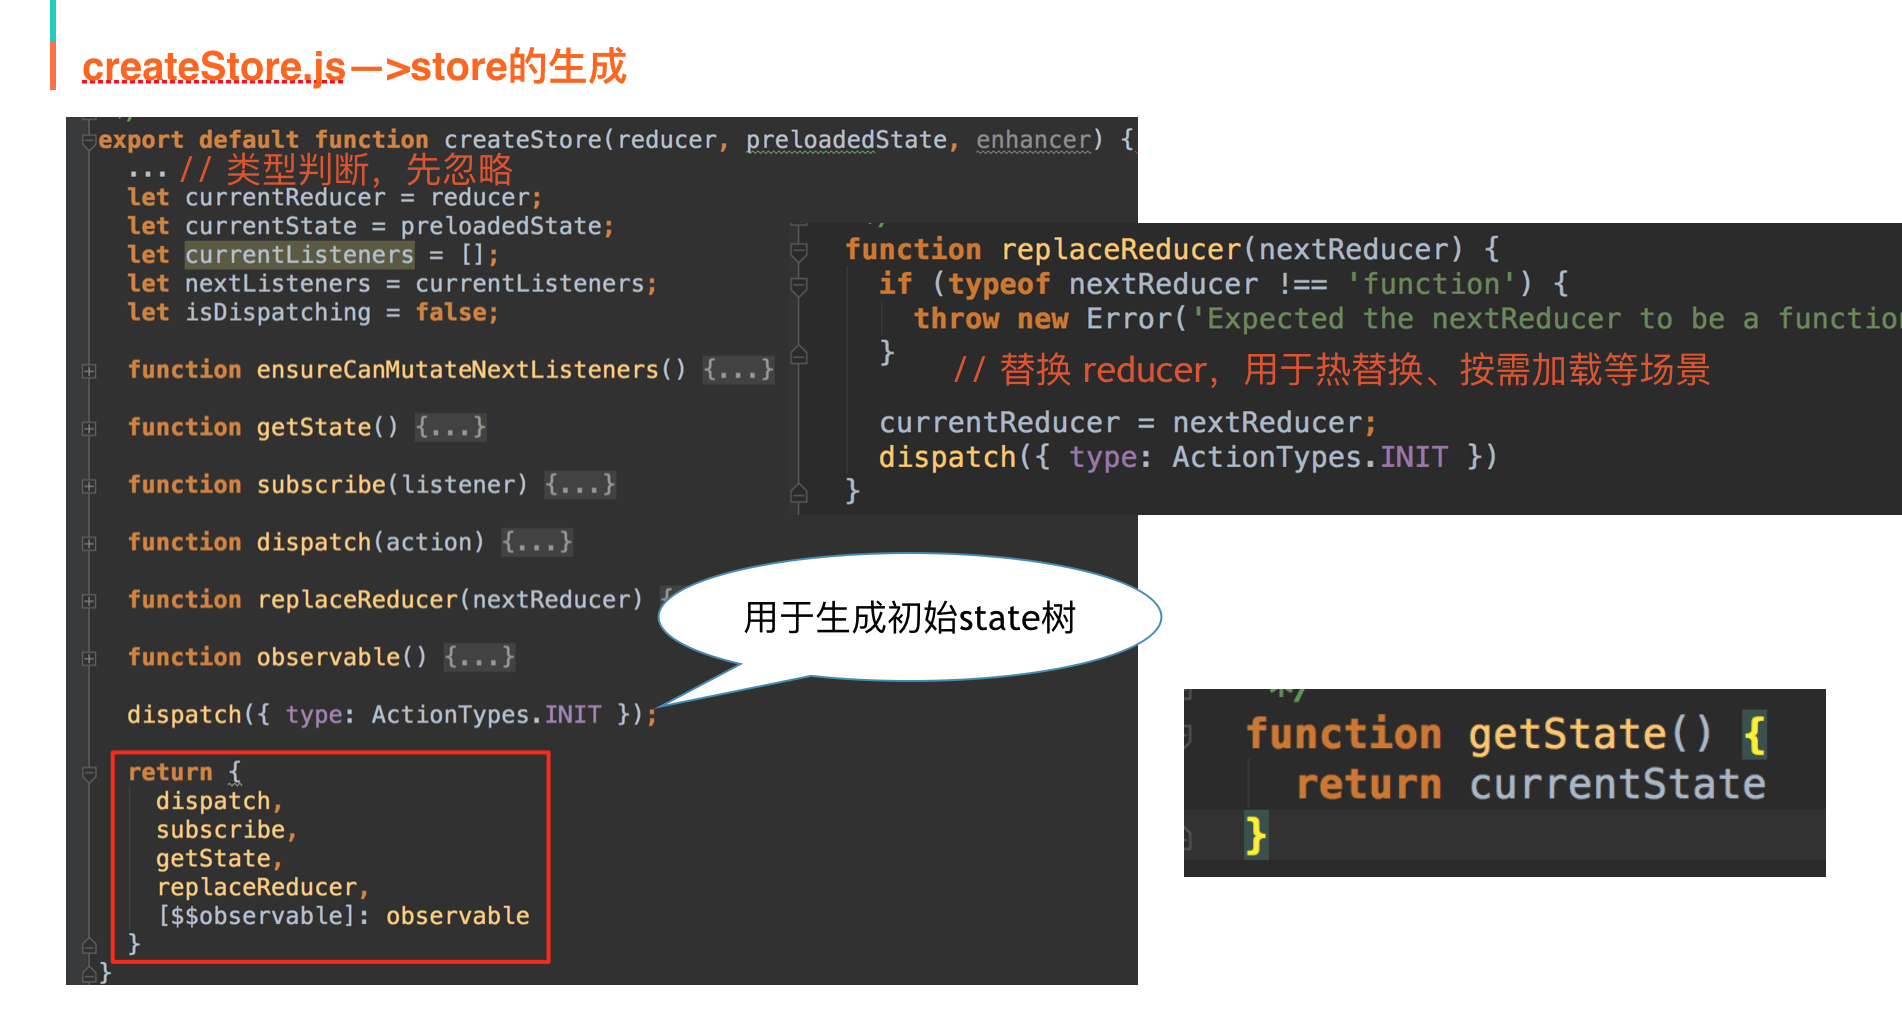 createStore.js—>store的生成
export default function createStore(reducer, preloadedState, enhancer) {
... // 类型判断，先忽略
let currentReducer = reducer;
let currentState = preloadedState;
let currentListeners = [];
let nextListeners = currentListeners;
let isDispatching = false;
function ensureCanMutateNextListeners() {...}
function getState() {...}
function subscribe(listener) {...}
function dispatch(action) {...}
function replaceReducer(nextReducer) {
function observable() {...}
dispatch({ type: ActionTypes.INIT });
return {
dispatch,
subscribe,
getState,
replaceReducer,
[$$observable]: observable
}
}
function replaceReducer(nextReducer) {
if (typeof nextReducer !== 'function') {
throw new Error('Expected the nextReducer to be a function
}
// 替换 reducer，用于热替换、按需加载等场景
currentReducer = nextReducer;
dispatch({ type: ActionTypes.INIT })
}
用于生成初始state树
*/
function getState() {
return currentState
}